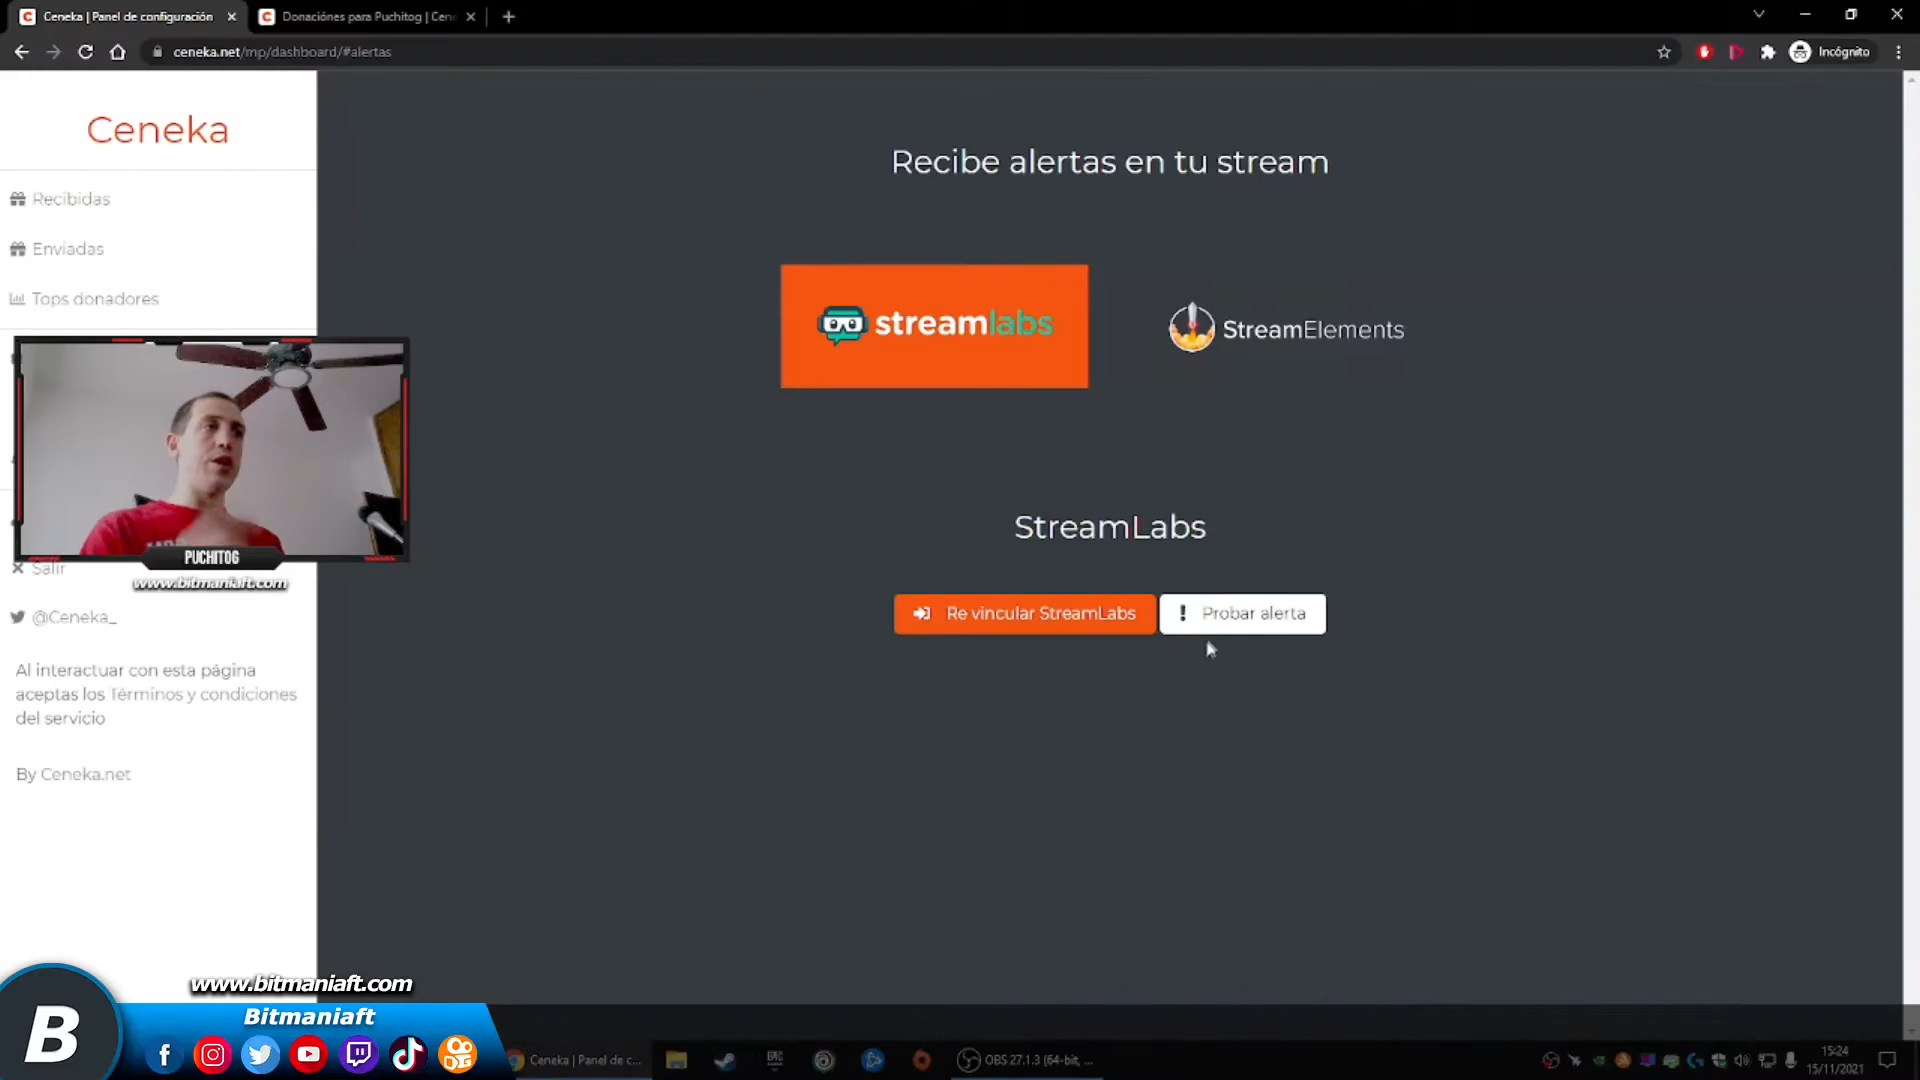 Ceneka | Panel de configuración
Donaciónes para Puchitog | Cen
ceneka.net/mp/dashboard/#alertas
Incógnito
Ceneka
Recibidas
Enviadas
Tops donadores
Salir
@Ceneka_
Al interactuar con esta página
aceptas los Términos y condiciones
del servicio
By Ceneka.net
PUCHITOG
www.bitmaniaft.com
Recibe alertas en tu stream
streamlabs
StreamElements
StreamLabs
Re vincular StreamLabs
Probar alerta
www.bitmaniaft.com
Bitmaniaft
B
Ceneka | Panel de c...
EPIC
OBS 27.1.3 (64-bit, ...
15:24
15/11/2021